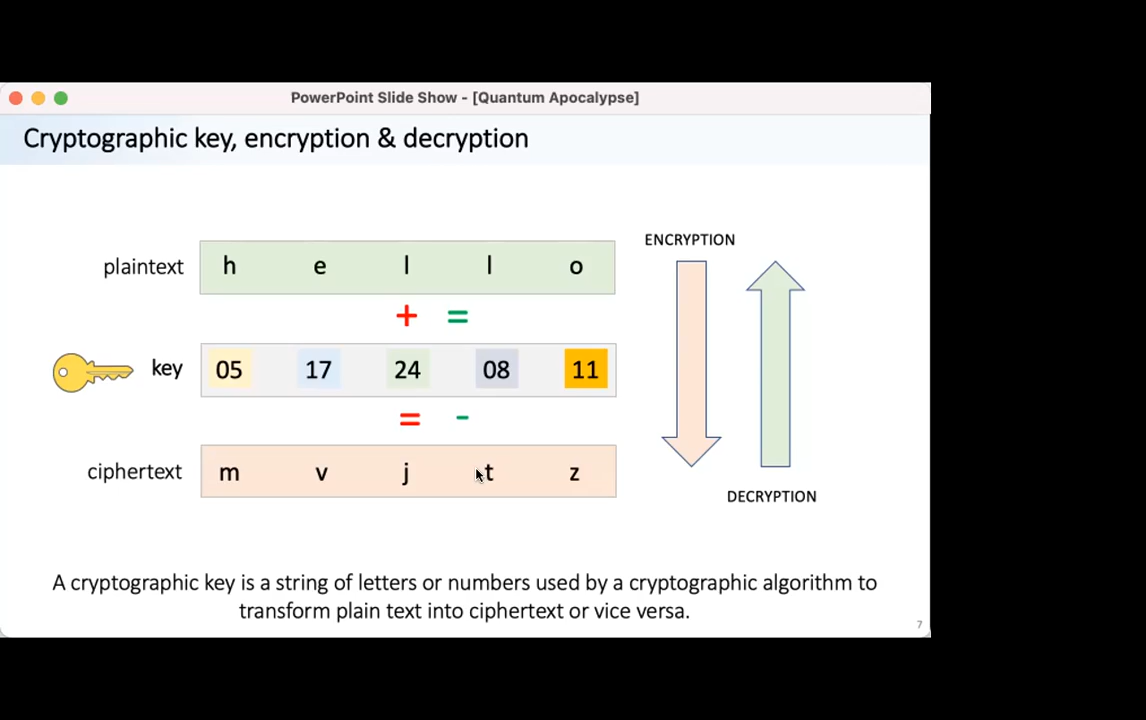 PowerPoint Slide Show - [Quantum Apocalypse]
Cryptographic key, encryption & decryption
ENCRYPTION
plaintext h e l l o
+ =
key 05 17 24 08 11
= -
ciphertext m v j t z
DECRYPTION
A cryptographic key is a string of letters or numbers used by a cryptographic algorithm to
transform plain text into ciphertext or vice versa.
7